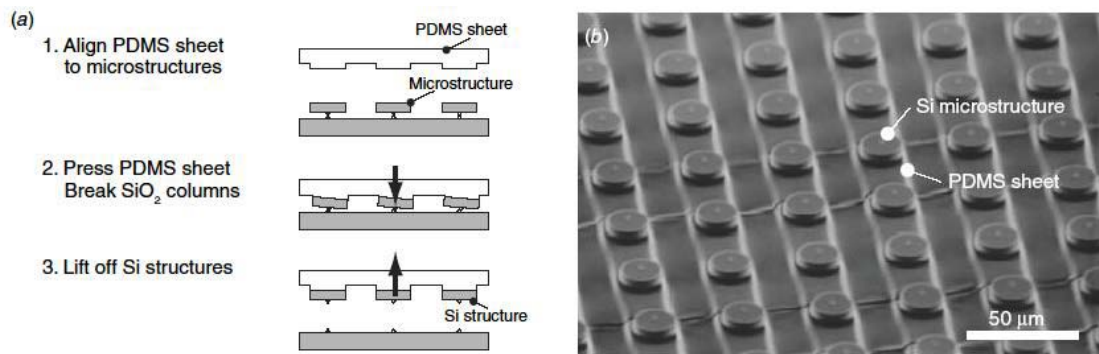 (a)
1. Align PDMS sheet
to microstructures
PDMS sheet
Microstructure
2. Press PDMS sheet
Break SiO₂ columns
3. Lift off Si structures
Si structure
(b)
Si microstructure
PDMS sheet
50 μm